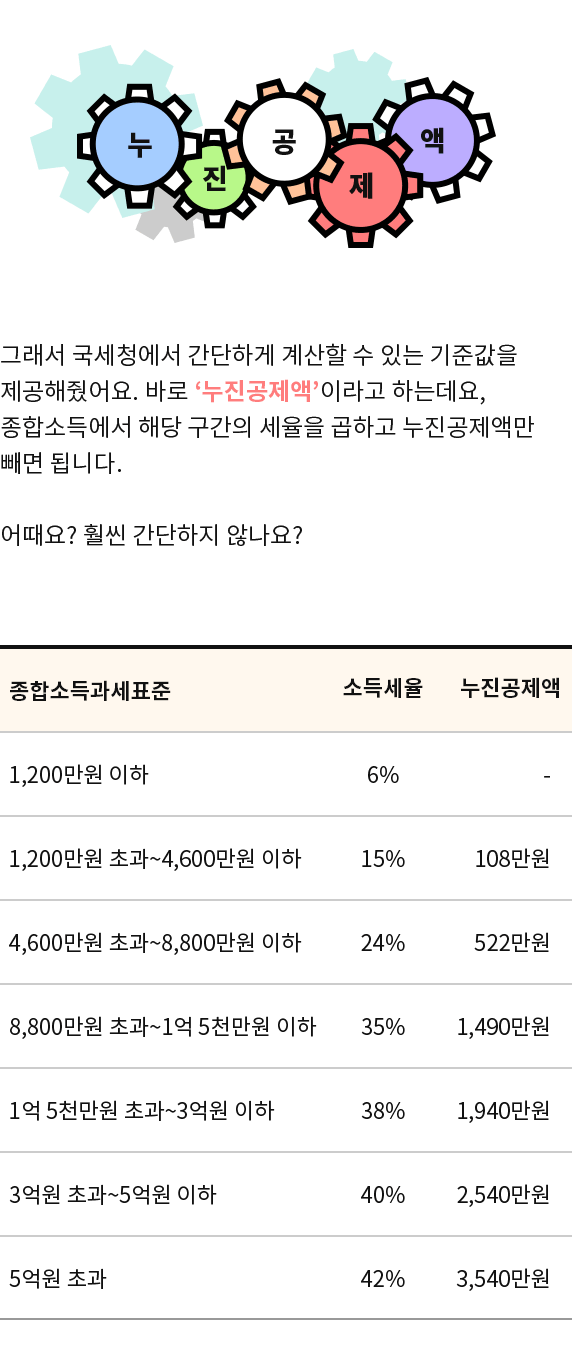 누진공제액
그래서 국세청에서 간단하게 계산할 수 있는 기준값을
제공해줬어요. 바로 ‘누진공제액’이라고 하는데요,
종합소득에서 해당 구간의 세율을 곱하고 누진공제액만
빼면 됩니다.
어때요? 훨씬 간단하지 않나요?
종합소득과세표준 소득세율 누진공제액
1,200만원 이하 6% -
1,200만원 초과~4,600만원 이하 15% 108만원
4,600만원 초과~8,800만원 이하 24% 522만원
8,800만원 초과~1억 5천만원 이하 35% 1,490만원
1억 5천만원 초과~3억원 이하 38% 1,940만원
3억원 초과~5억원 이하 40% 2,540만원
5억원 초과 42% 3,540만원